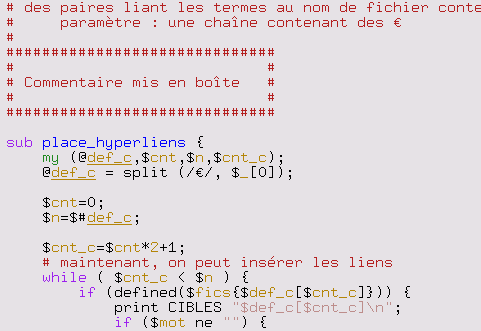 # des paires liant les termes au nom de fichier conte
#     paramètre : une chaîne contenant des €
#
##############################
#                            #
# Commentaire mis en boîte   #
#                            #
##############################
sub place_hyperliens {
    my (@def_c,$cnt,$n,$cnt_c);
    @def_c = split (/€/, $_[0]);
    $cnt=0;
    $n=$#def_c;
    $cnt_c=$cnt*2+1;
    # maintenant, on peut insérer les liens
    while ( $cnt_c < $n ) {
        if (defined($fics{$def_c[$cnt_c]})) {
            print CIBLES "$def_c[$cnt_c]\n";
            if ($mot ne "") {